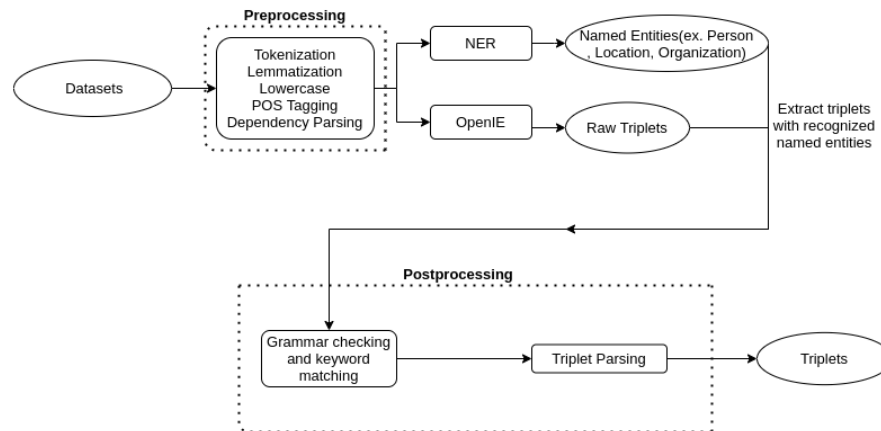 Preprocessing
Tokenization
Lemmatization
Lowercase
POS Tagging
Dependency Parsing
Datasets
NER
Named Entities(ex. Person
, Location, Organization)
OpenIE
Raw Triplets
Extract triplets
with recognized
named entities
Postprocessing
Grammar checking
and keyword
matching
Triplet Parsing
Triplets